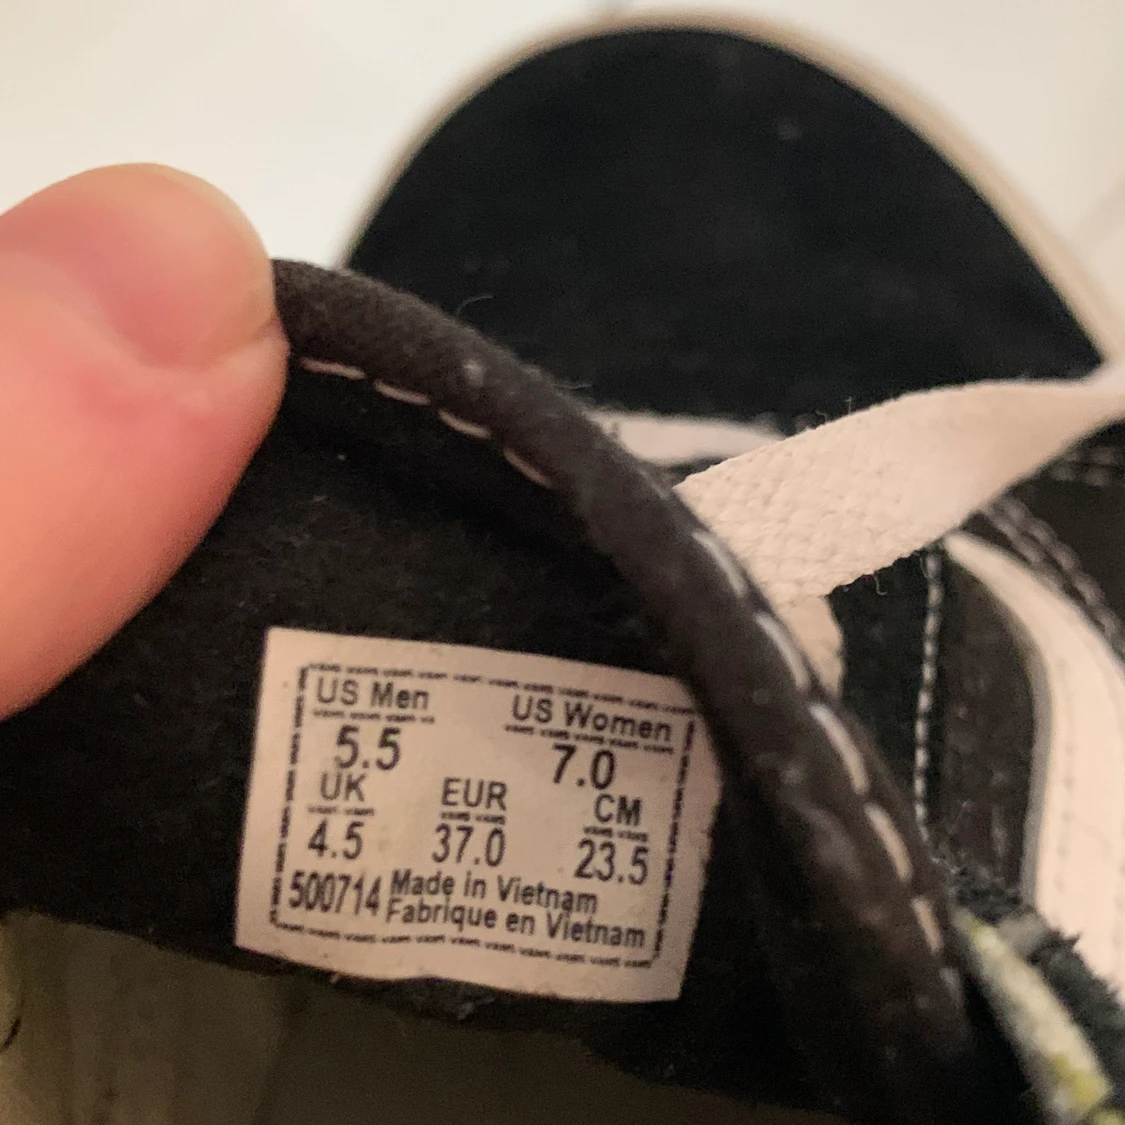 US Men US Women
5.5 7.0
UK EUR CM
4.5 37.0 23.5
500714 Made in Vietnam
Fabrique en Vietnam